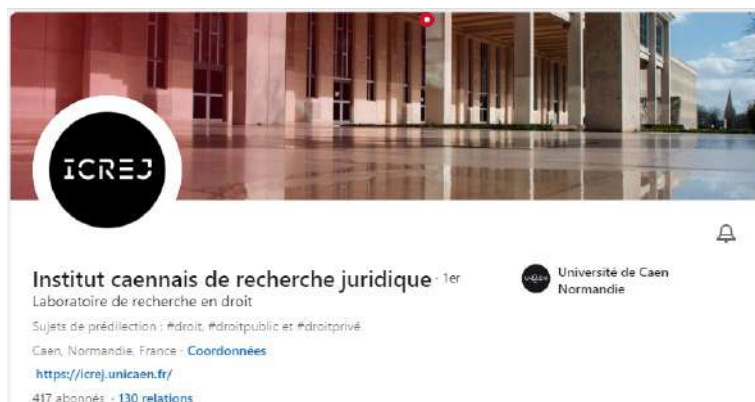 ICREJ
Institut caennais de recherche juridique · 1er
Laboratoire de recherche en droit
Sujets de prédilection : #droit, #droitpublic et #droitprivé
Caen, Normandie, France · Coordonnées
https://icrej.unicaen.fr/
417 abonnés · 130 relations
Université de Caen
Normandie